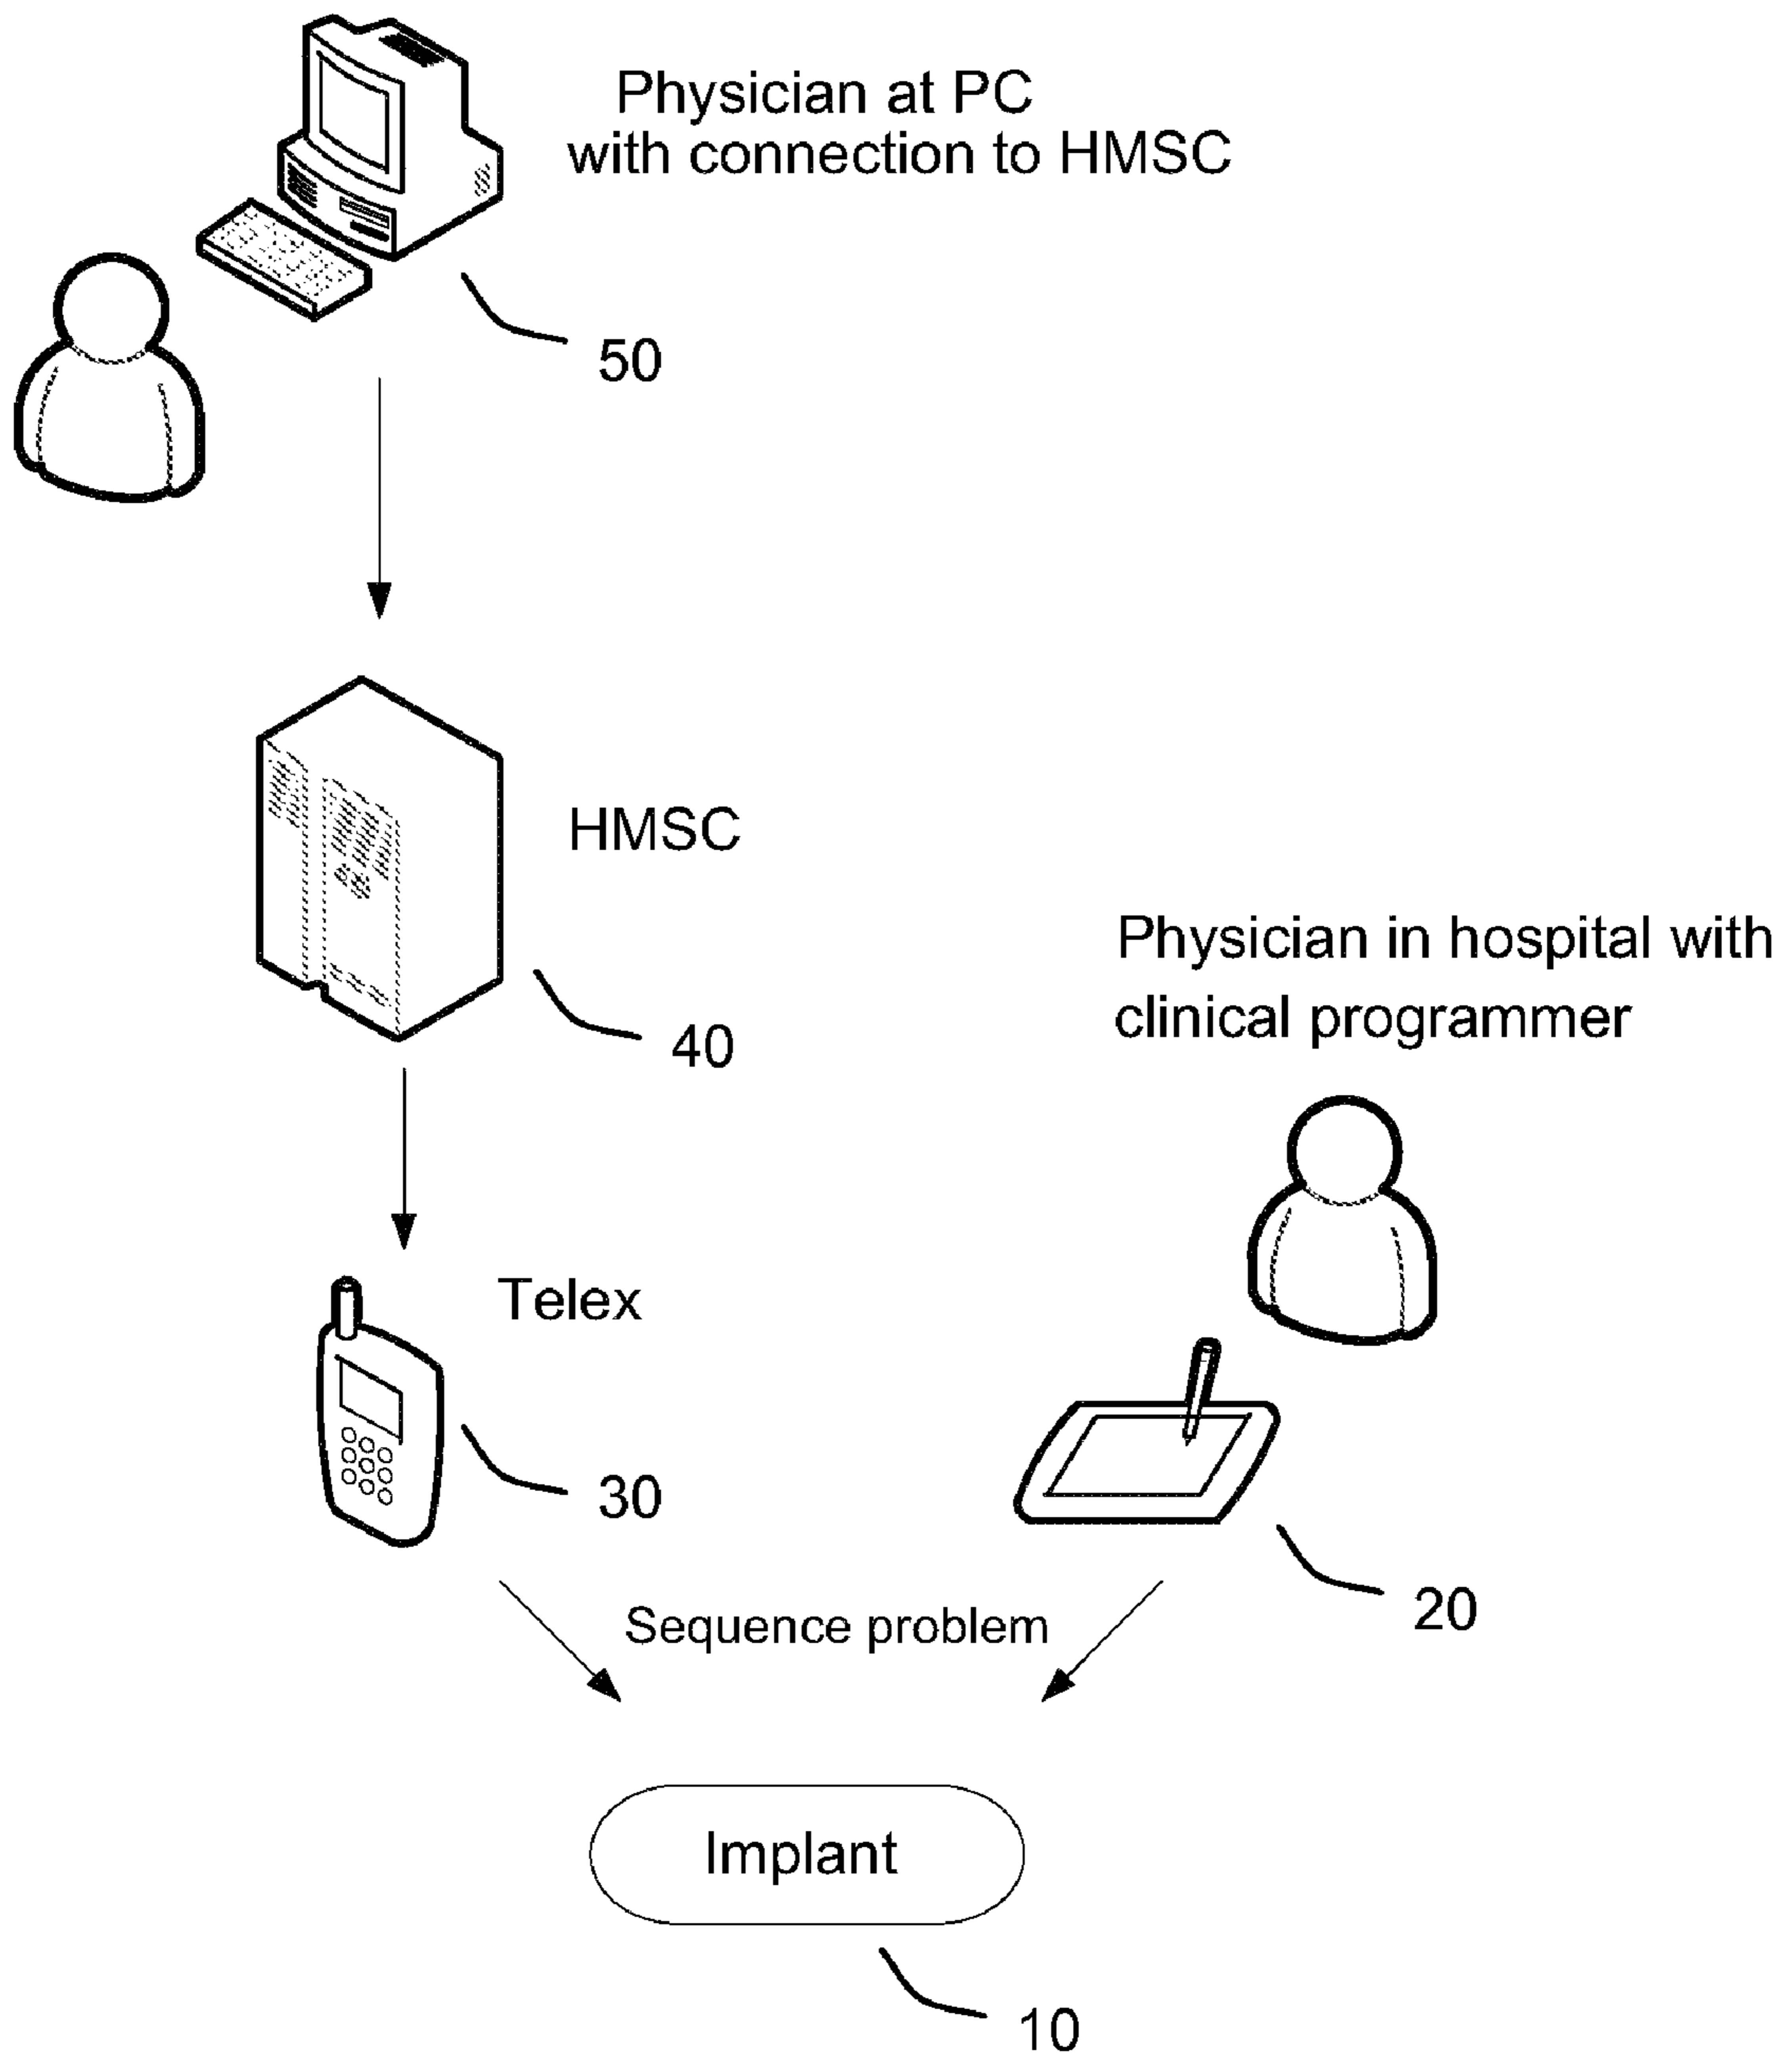 Physician at PC
with connection to HMSC
50
HMSC
40
Physician in hospital with
clinical programmer
Telex
30
20
Sequence problem
Implant
10